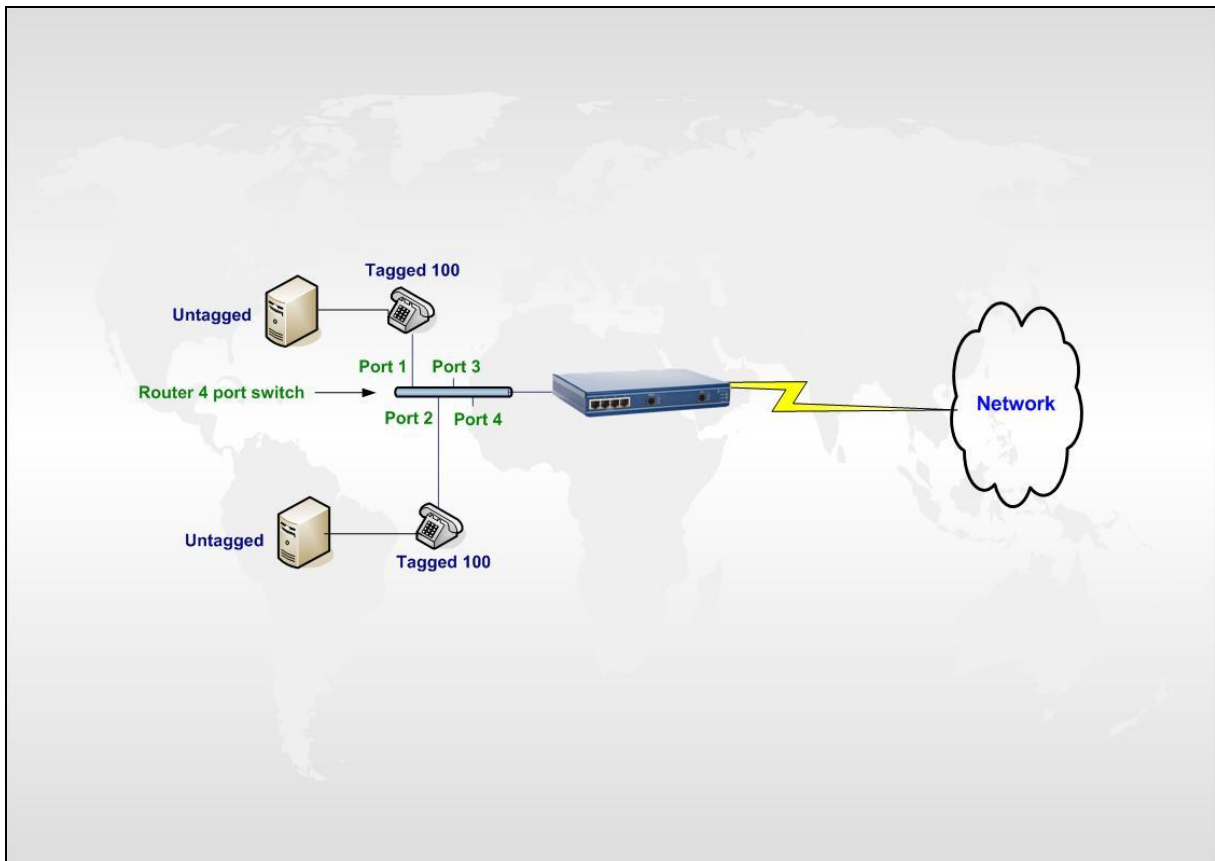 Tagged 100
Untagged
Port 1
Port 3
Router 4 port switch
Port 2
Port 4
Network
Untagged
Tagged 100